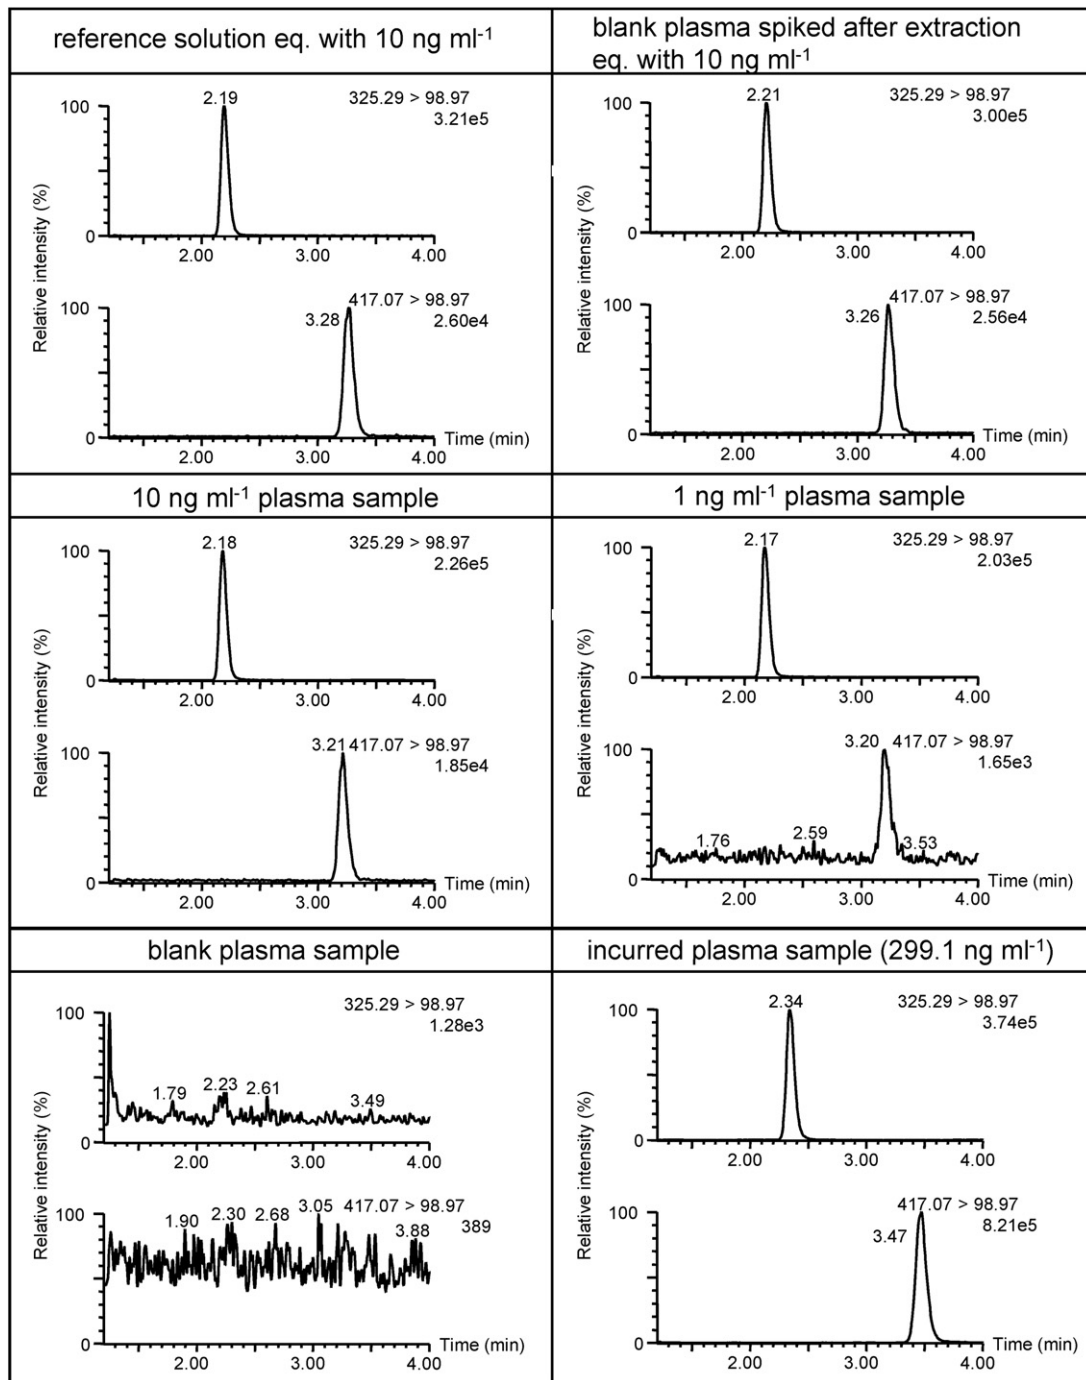 reference solution eq. with 10 ng ml-1
2.19
325.29 > 98.97
3.21e5
100
0
2.00
3.00
4.00
Relative intensity (%)
417.07 > 98.97
3.28
2.60e4
100
0
2.00
3.00
4.00
Time (min)
blank plasma spiked after extraction
eq. with 10 ng ml-1
2.21
325.29 > 98.97
3.00e5
100
0
2.00
3.00
4.00
Relative intensity (%)
417.07 > 98.97
3.26
2.56e4
100
0
2.00
3.00
4.00
Time (min)
10 ng ml-1 plasma sample
2.18
325.29 > 98.97
2.26e5
100
0
2.00
3.00
4.00
Relative intensity (%)
3.21 417.07 > 98.97
1.85e4
100
0
2.00
3.00
4.00
Time (min)
1 ng ml-1 plasma sample
2.17
325.29 > 98.97
2.03e5
100
0
2.00
3.00
4.00
Relative intensity (%)
3.20 417.07 > 98.97
1.65e3
100
1.76
2.59
3.53
0
2.00
3.00
4.00
Time (min)
blank plasma sample
325.29 > 98.97
1.28e3
100
1.79
2.23
2.61
3.49
0
2.00
3.00
4.00
Relative intensity (%)
3.05 417.07 > 98.97
389
100
1.90
2.30
2.68
3.88
0
2.00
3.00
4.00
Time (min)
incurred plasma sample (299.1 ng ml-1)
2.34
325.29 > 98.97
3.74e5
100
0
2.00
3.00
4.00
Relative intensity (%)
417.07 > 98.97
8.21e5
3.47
100
0
2.00
3.00
4.00
Time (min)